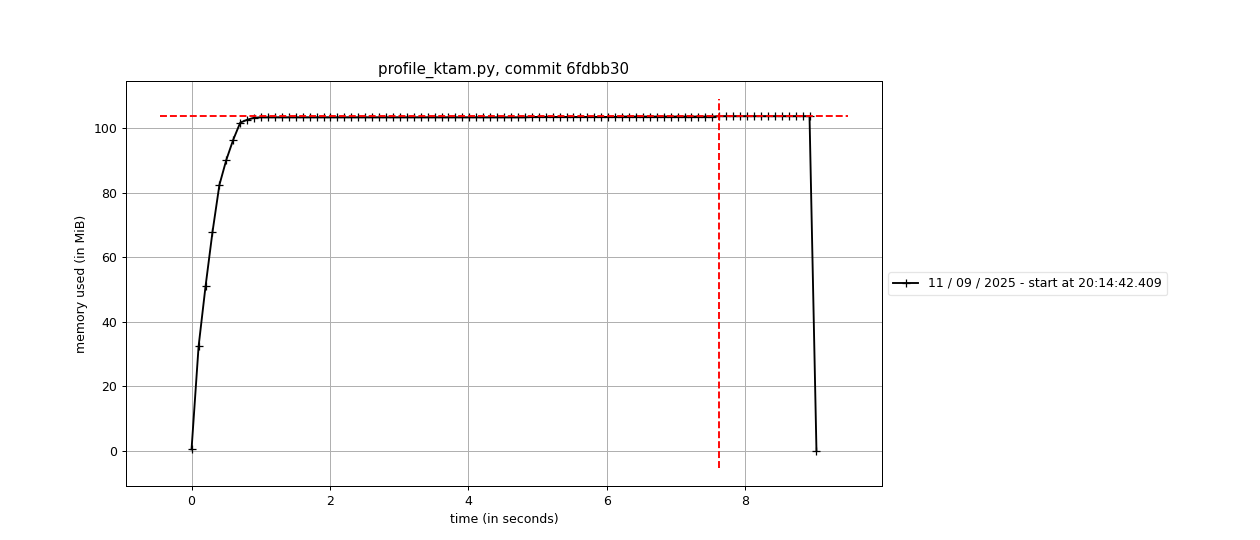 profile_ktam.py, commit 6fdbb30
memory used (in MiB)
100
80
60
40
20
0
0 2 4 6 8
time (in seconds)
11 / 09 / 2025 - start at 20:14:42.409